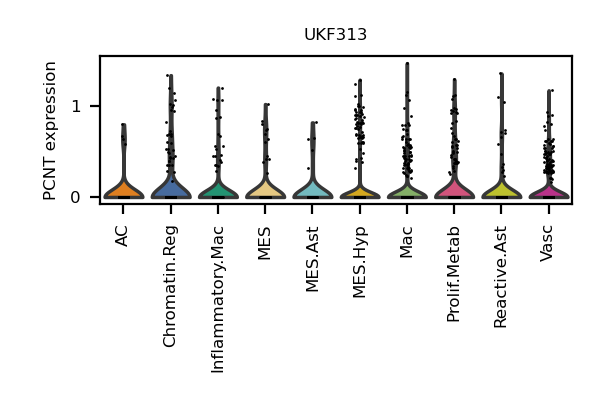 UKF313
PCNT expression
1
0
AC
Chromatin.Reg
Inflammatory.Mac
MES
MES.Ast
MES.Hyp
Mac
Prolif.Metab
Reactive.Ast
Vasc